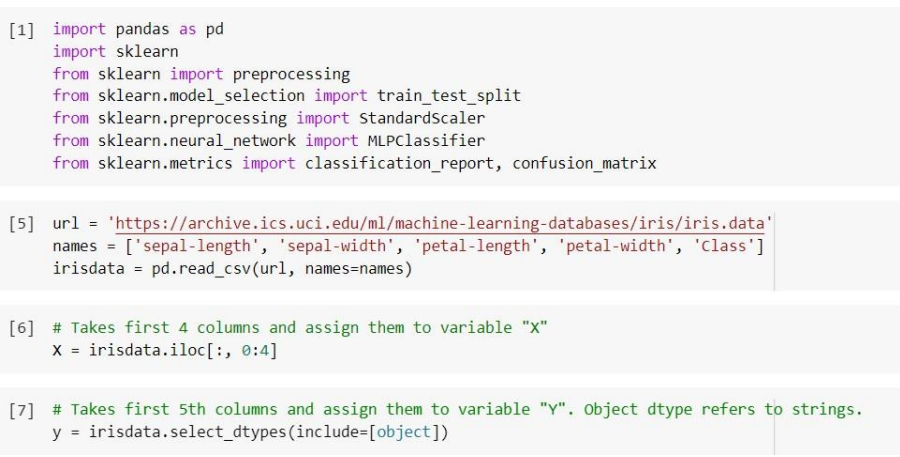 [1] import pandas as pd
import sklearn
from sklearn import preprocessing
from sklearn.model_selection import train_test_split
from sklearn.preprocessing import StandardScaler
from sklearn.neural_network import MLPClassifier
from sklearn.metrics import classification_report, confusion_matrix
[5] url = 'https://archive.ics.uci.edu/ml/machine-learning-databases/iris/iris.data'
names = ['sepal-length', 'sepal-width', 'petal-length', 'petal-width', 'Class']
irisdata = pd.read_csv(url, names=names)
[6] # Takes first 4 columns and assign them to variable "X"
X = irisdata.iloc[:, 0:4]
[7] # Takes first 5th columns and assign them to variable "Y". Object dtype refers to strings.
y = irisdata.select_dtypes(include=[object])